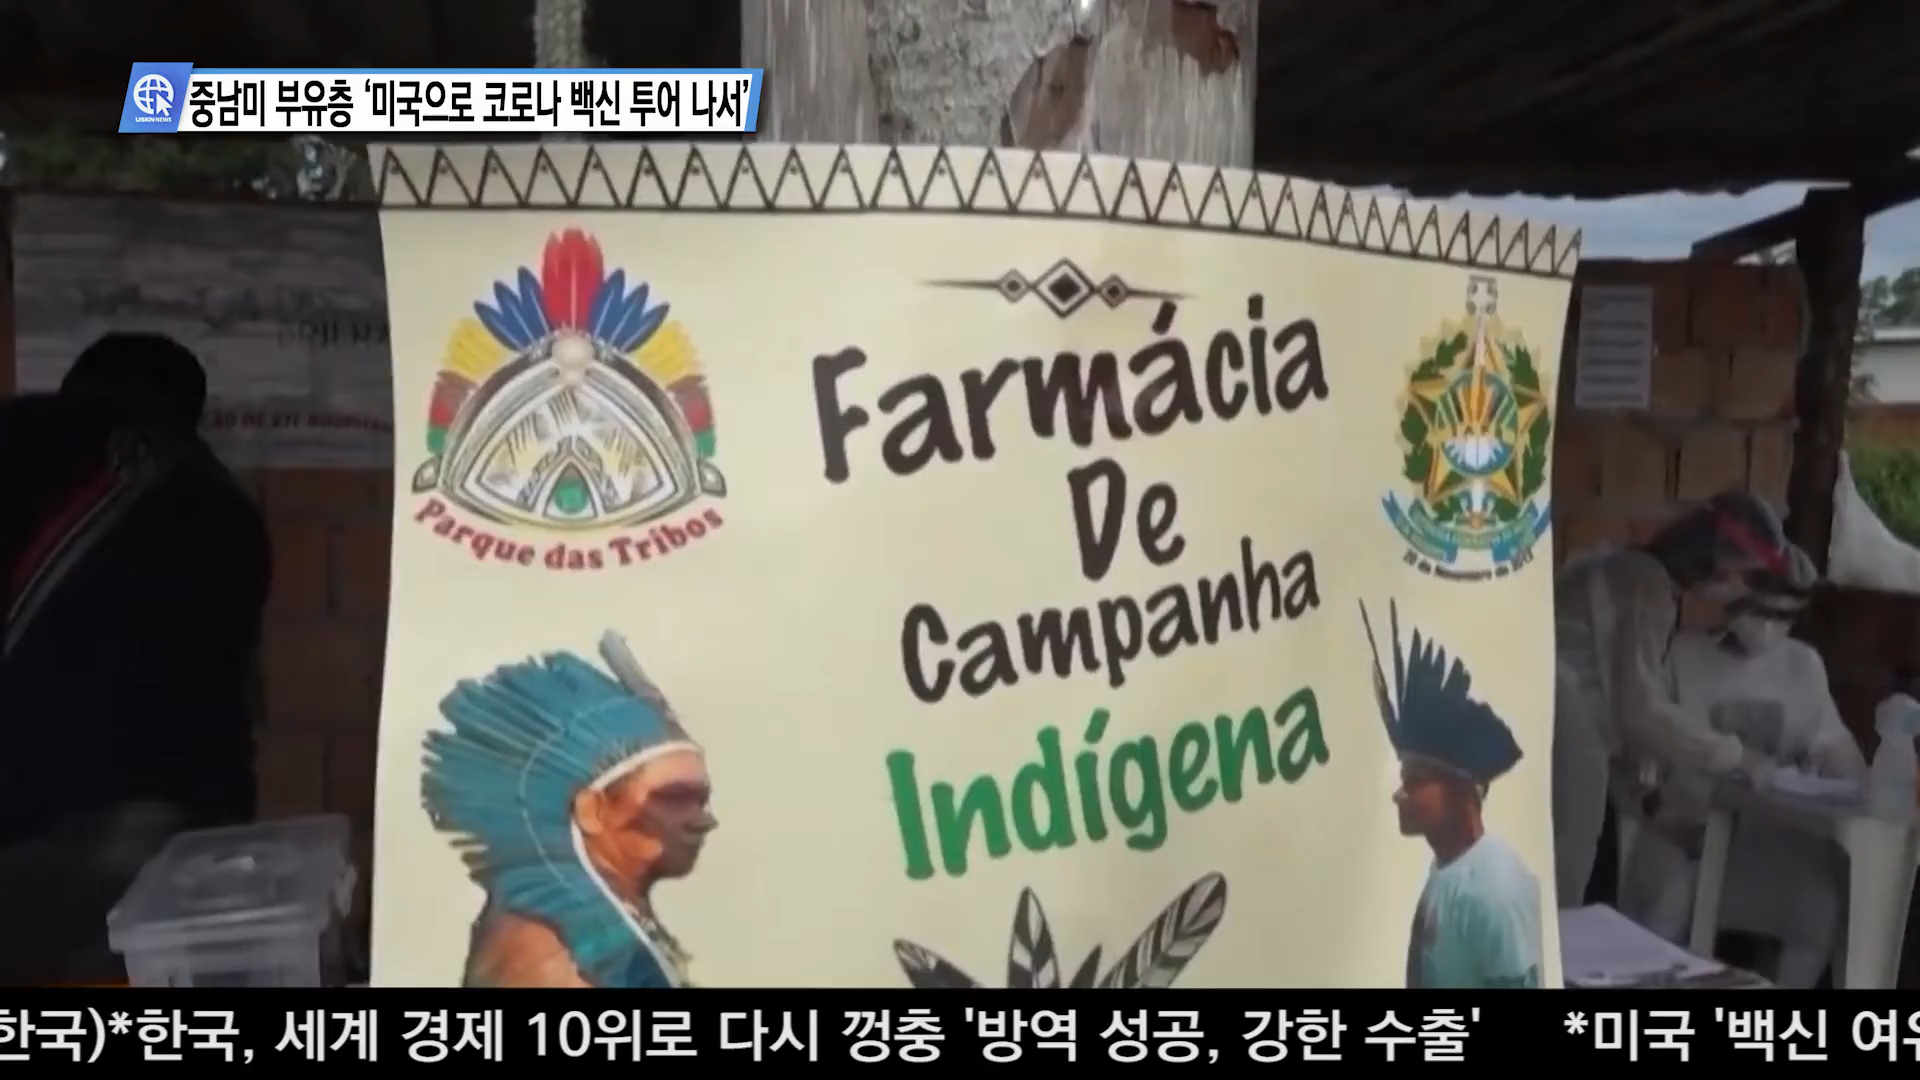 중남미 부유층 ‘미국으로 코로나 백신 투어 나서’
USKN NEWS
Farmácia
De
Campanha
Indígena
Parque das Tribos
한국)*한국, 세계 경제 10위로 다시 껑충 '방역 성공, 강한 수출' *미국 '백신 여유